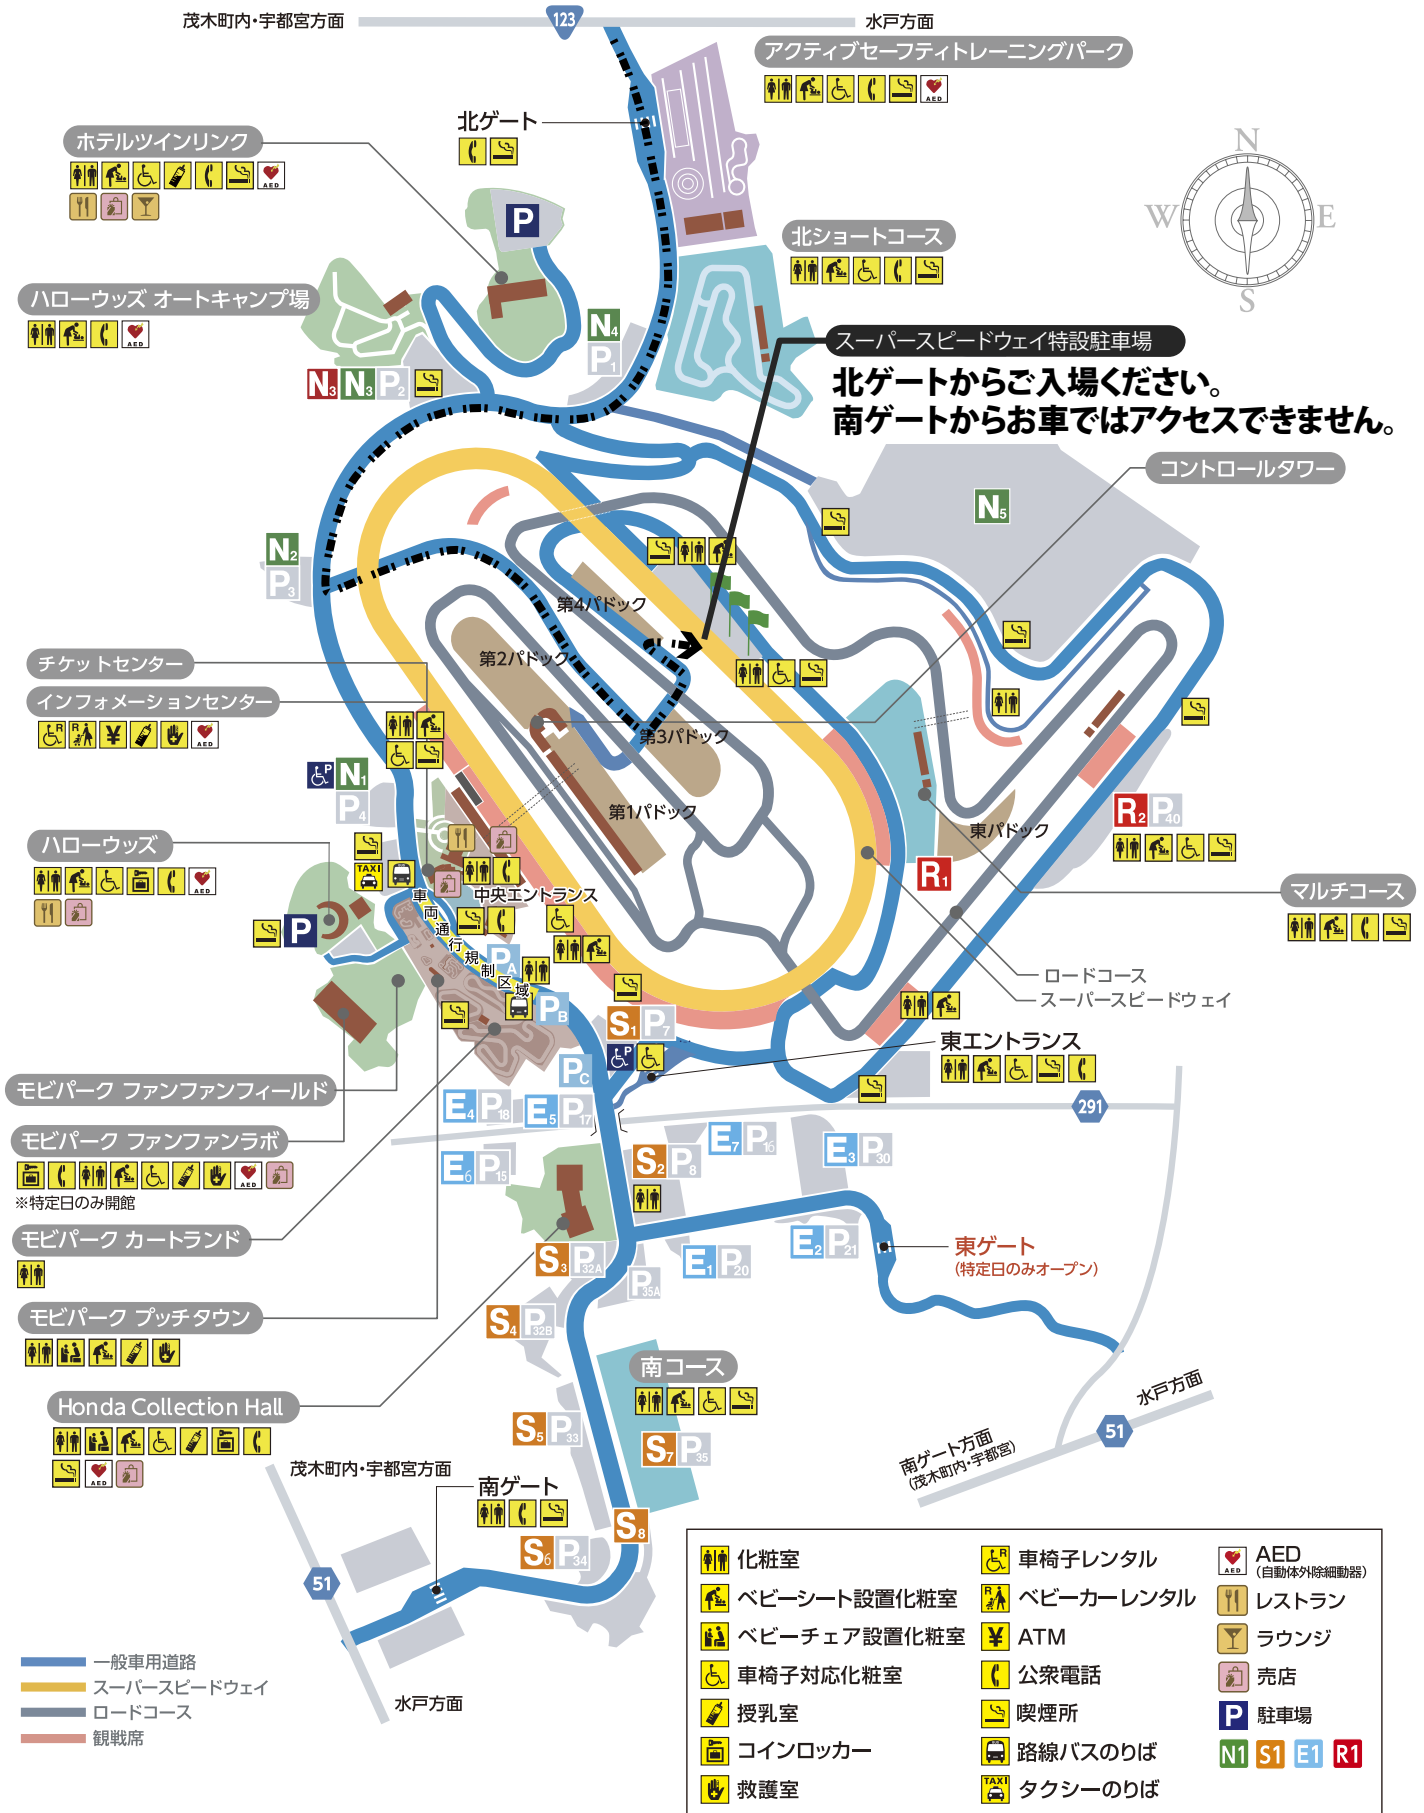 茂木町内・宇都宮方面
123
水戸方面
アクティブセーフティトレーニングパーク
AED
北ゲート
ホテルツインリンク
AED
P
N
W
E
S
北ショートコース
ハローウッズ オートキャンプ場
AED
N4
P1
N3 N3 P2
スーパースピードウェイ特設駐車場
北ゲートからご入場ください。
南ゲートからお車ではアクセスできません。
コントロールタワー
N5
N2
P3
第4パドック
第2パドック
第3パドック
第1パドック
チケットセンター
インフォメーションセンター
R R ¥ AED
P N1
P4
ハローウッズ
AED
TAXI
P
中央エントランス
車両通行規制区域
PA
PB
PC
東パドック
R1
R2 P40
マルチコース
ロードコース
スーパースピードウェイ
S1 P7
P
東エントランス
291
モビパーク ファンファンフィールド
E4 P18
E5 P17
モビパーク ファンファンラボ
AED
※特定日のみ開館
E6 P15
S2 P8
E7 P16
E3 P30
モビパーク カートランド
S3 P32A
E1 P20
E2 P21
東ゲート
(特定日のみオープン)
P35A
モビパーク プッチタウン
S4 P32B
南コース
Honda Collection Hall
AED
S5 P33
S7 P35
水戸方面
51
南ゲート方面
(茂木町内・宇都宮)
茂木町内・宇都宮方面
南ゲート
S8
S6 P34
51
水戸方面
一般車用道路
スーパースピードウェイ
ロードコース
観戦席
化粧室
ベビーシート設置化粧室
ベビーチェア設置化粧室
車椅子対応化粧室
授乳室
コインロッカー
救護室
R 車椅子レンタル
R ベビーカーレンタル
¥ ATM
公衆電話
喫煙所
路線バスのりば
TAXI タクシーのりば
AED AED
(自動体外除細動器)
レストラン
ラウンジ
売店
P 駐車場
N1 S1 E1 R1